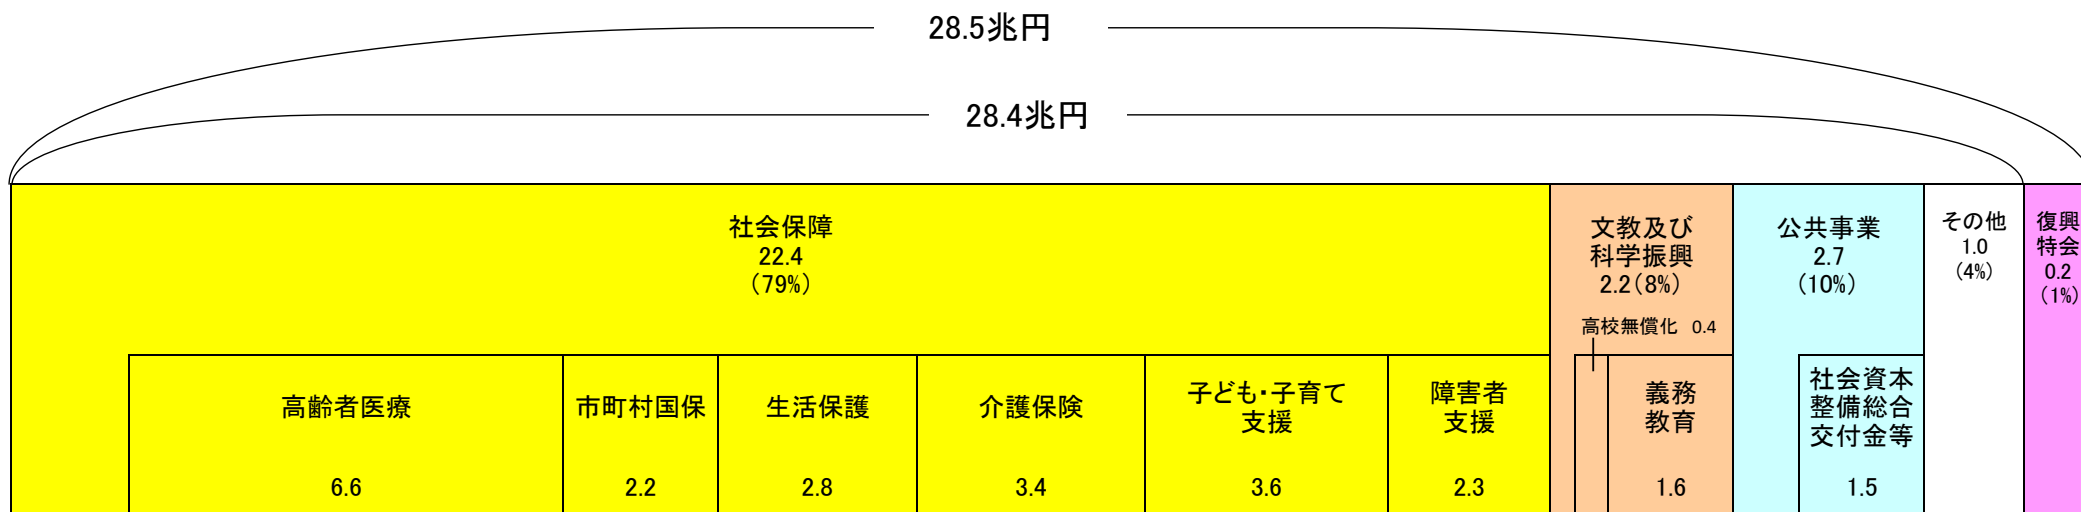 28.5兆円
28.4兆円
社会保障
22.4
（79%）
文教及び
科学振興
2.2（8%）
公共事業
2.7
（10%）
その他
1.0
（4%）
復興
特会
0.2
（1%）
高校無償化 0.4
高齢者医療
6.6
市町村国保
2.2
生活保護
2.8
介護保険
3.4
子ども・子育て
支援
3.6
障害者
支援
2.3
義務
教育
1.6
社会資本
整備総合
交付金等
1.5